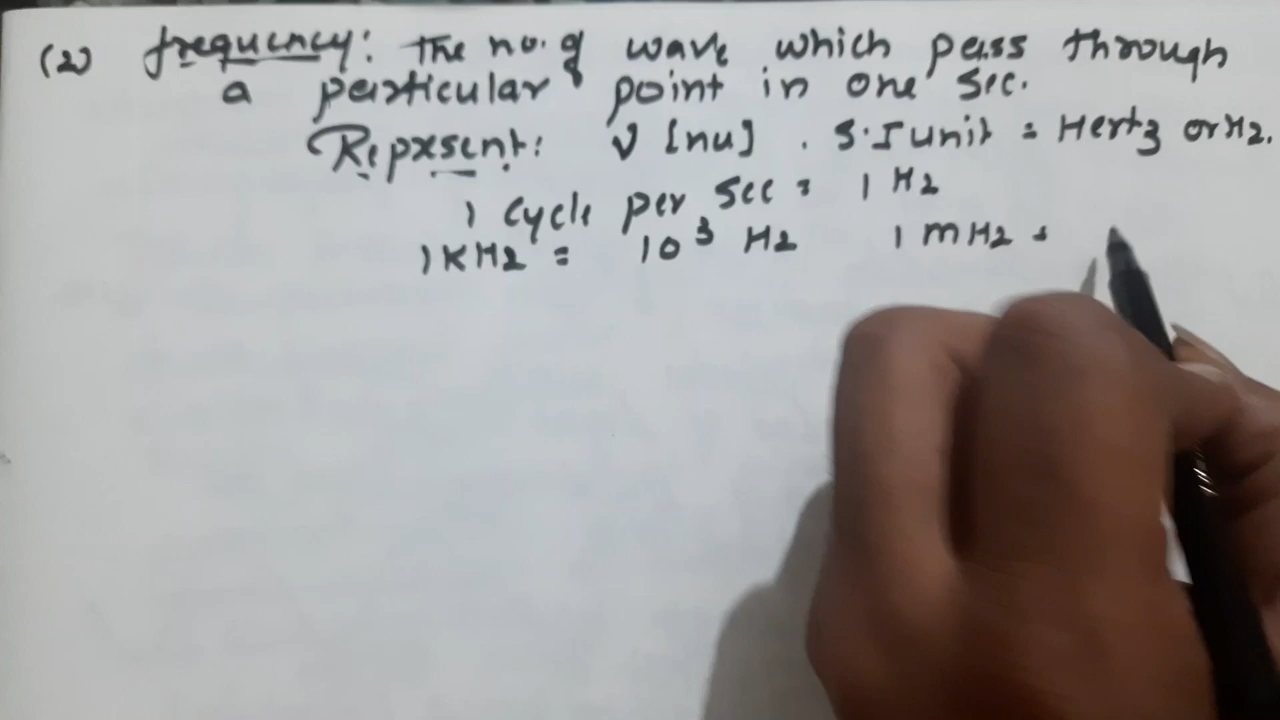 (2) frequency: The no. of wave which pass through
a particular point in one sec.
Represent: ν [nu] . S.I unit = Hertz or Hz.
1 cycle per sec = 1 Hz
1 KHz = 10³ Hz 1 MHz =